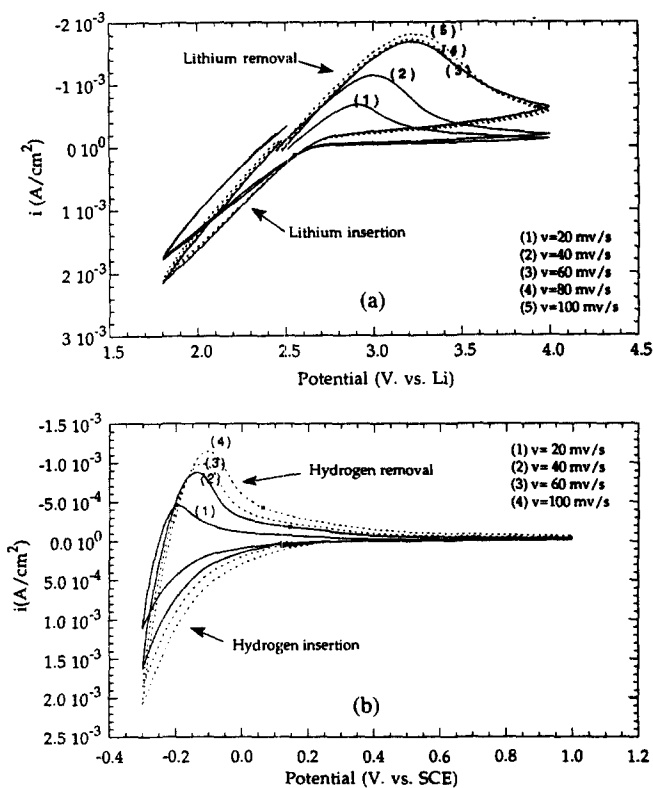 -2 10⁻³
-1 10⁻³
0 10⁰
1 10⁻³
2 10⁻³
3 10⁻³
i (A/cm²)
Lithium removal
(5)
(4)
(3)
(2)
(1)
Lithium insertion
(1) v=20 mv/s
(2) v=40 mv/s
(3) v=60 mv/s
(4) v=80 mv/s
(5) v=100 mv/s
(a)
1.5 2.0 2.5 3.0 3.5 4.0 4.5
Potential (V. vs. Li)
-1.5 10⁻³
-1.0 10⁻³
-5.0 10⁻⁴
0.0 10⁰
5.0 10⁻⁴
1.0 10⁻³
1.5 10⁻³
2.0 10⁻³
2.5 10⁻³
i(A/cm²)
(4)
(3)
(2)
(1)
Hydrogen removal
(1) v= 20 mv/s
(2) v= 40 mv/s
(3) v= 60 mv/s
(4) v=100 mv/s
Hydrogen insertion
(b)
-0.4 -0.2 0.0 0.2 0.4 0.6 0.8 1.0 1.2
Potential (V. vs. SCE)